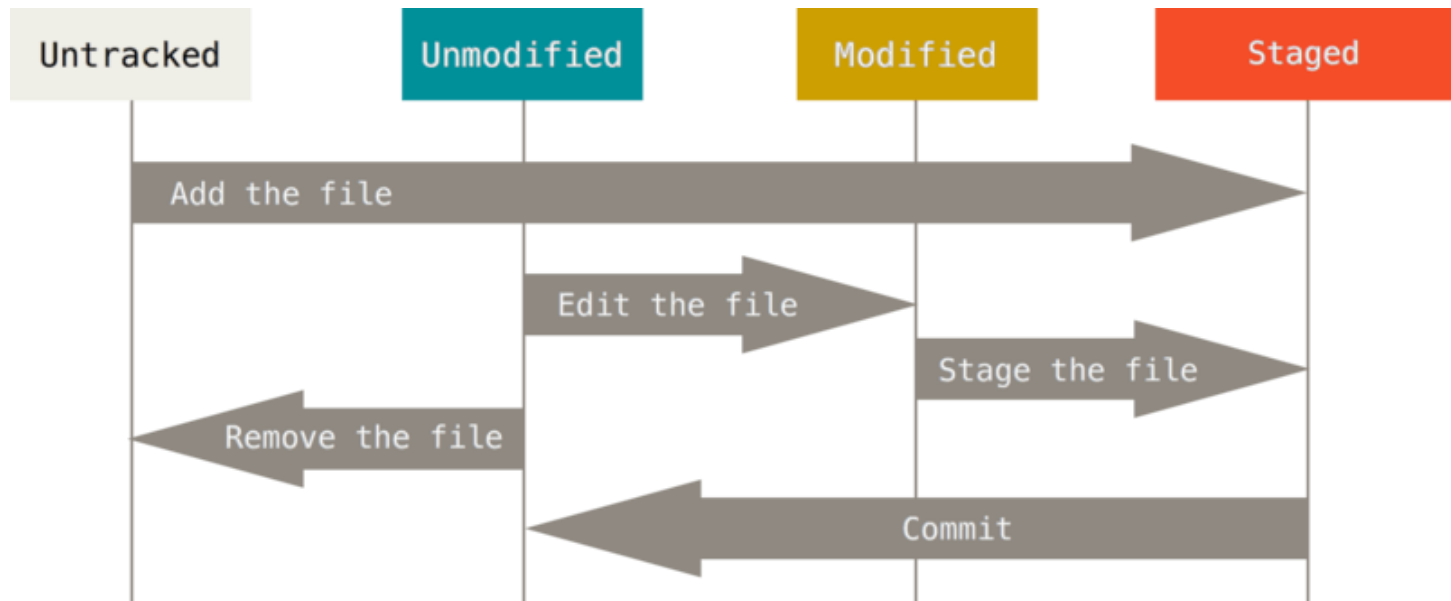 Untracked
Unmodified
Modified
Staged
Add the file
Edit the file
Stage the file
Remove the file
Commit